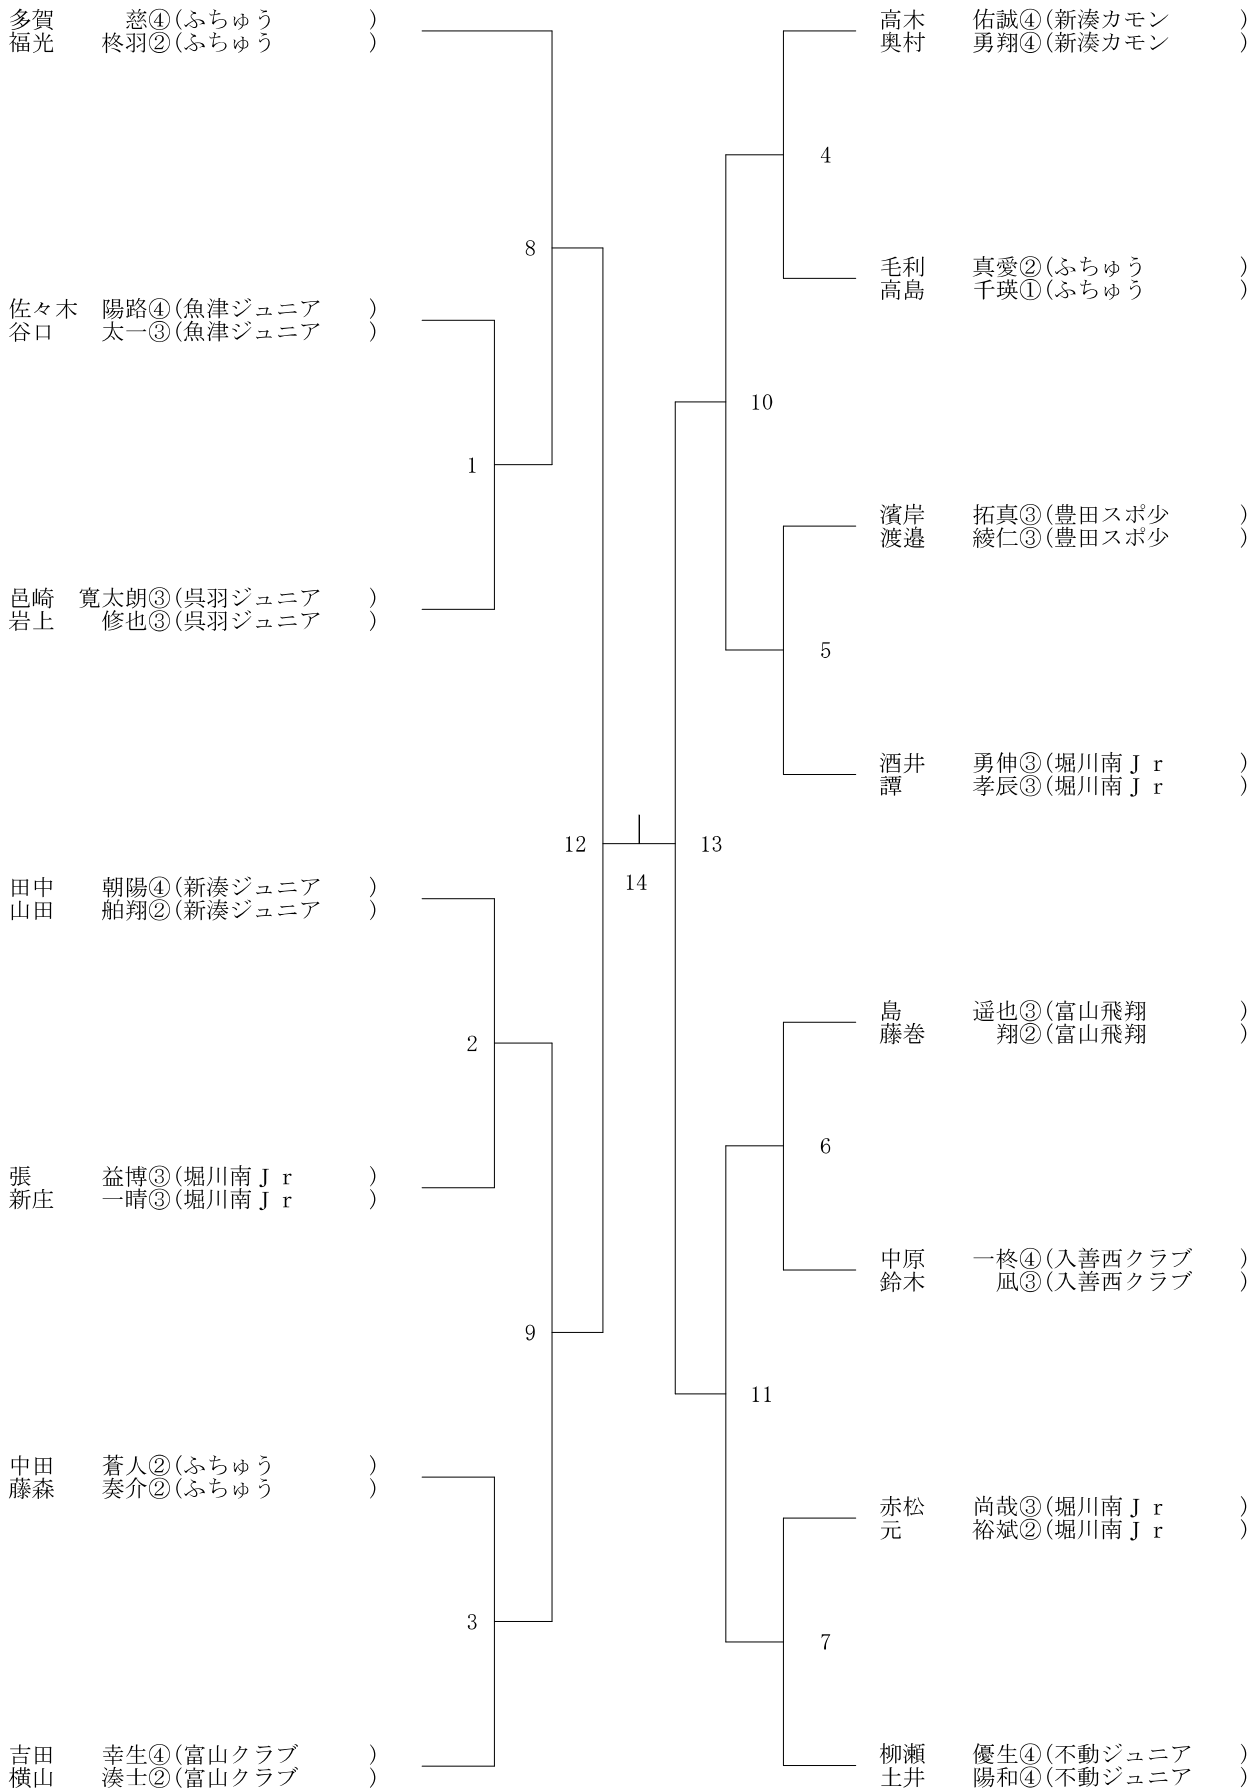 多賀 慈④(ふちゅう )
福光 柊羽②(ふちゅう )
8
佐々木 陽路④(魚津ジュニア )
谷口 太一③(魚津ジュニア )
1
邑崎 寛太朗③(呉羽ジュニア )
岩上 修也③(呉羽ジュニア )
12
田中 朝陽④(新湊ジュニア )
山田 舶翔②(新湊ジュニア )
2
張 益博③(堀川南Ｊｒ )
新庄 一晴③(堀川南Ｊｒ )
9
中田 蒼人②(ふちゅう )
藤森 奏介②(ふちゅう )
3
吉田 幸生④(富山クラブ )
横山 湊士②(富山クラブ )
14
高木 佑誠④(新湊カモン )
奥村 勇翔④(新湊カモン )
4
毛利 真愛②(ふちゅう )
高島 千瑛①(ふちゅう )
10
濱岸 拓真③(豊田スポ少 )
渡邉 綾仁③(豊田スポ少 )
5
酒井 勇伸③(堀川南Ｊｒ )
譚 孝辰③(堀川南Ｊｒ )
13
島 遥也③(富山飛翔 )
藤巻 翔②(富山飛翔 )
6
中原 一柊④(入善西クラブ )
鈴木 凪③(入善西クラブ )
11
赤松 尚哉③(堀川南Ｊｒ )
元 裕斌②(堀川南Ｊｒ )
7
柳瀬 優生④(不動ジュニア )
土井 陽和④(不動ジュニア )